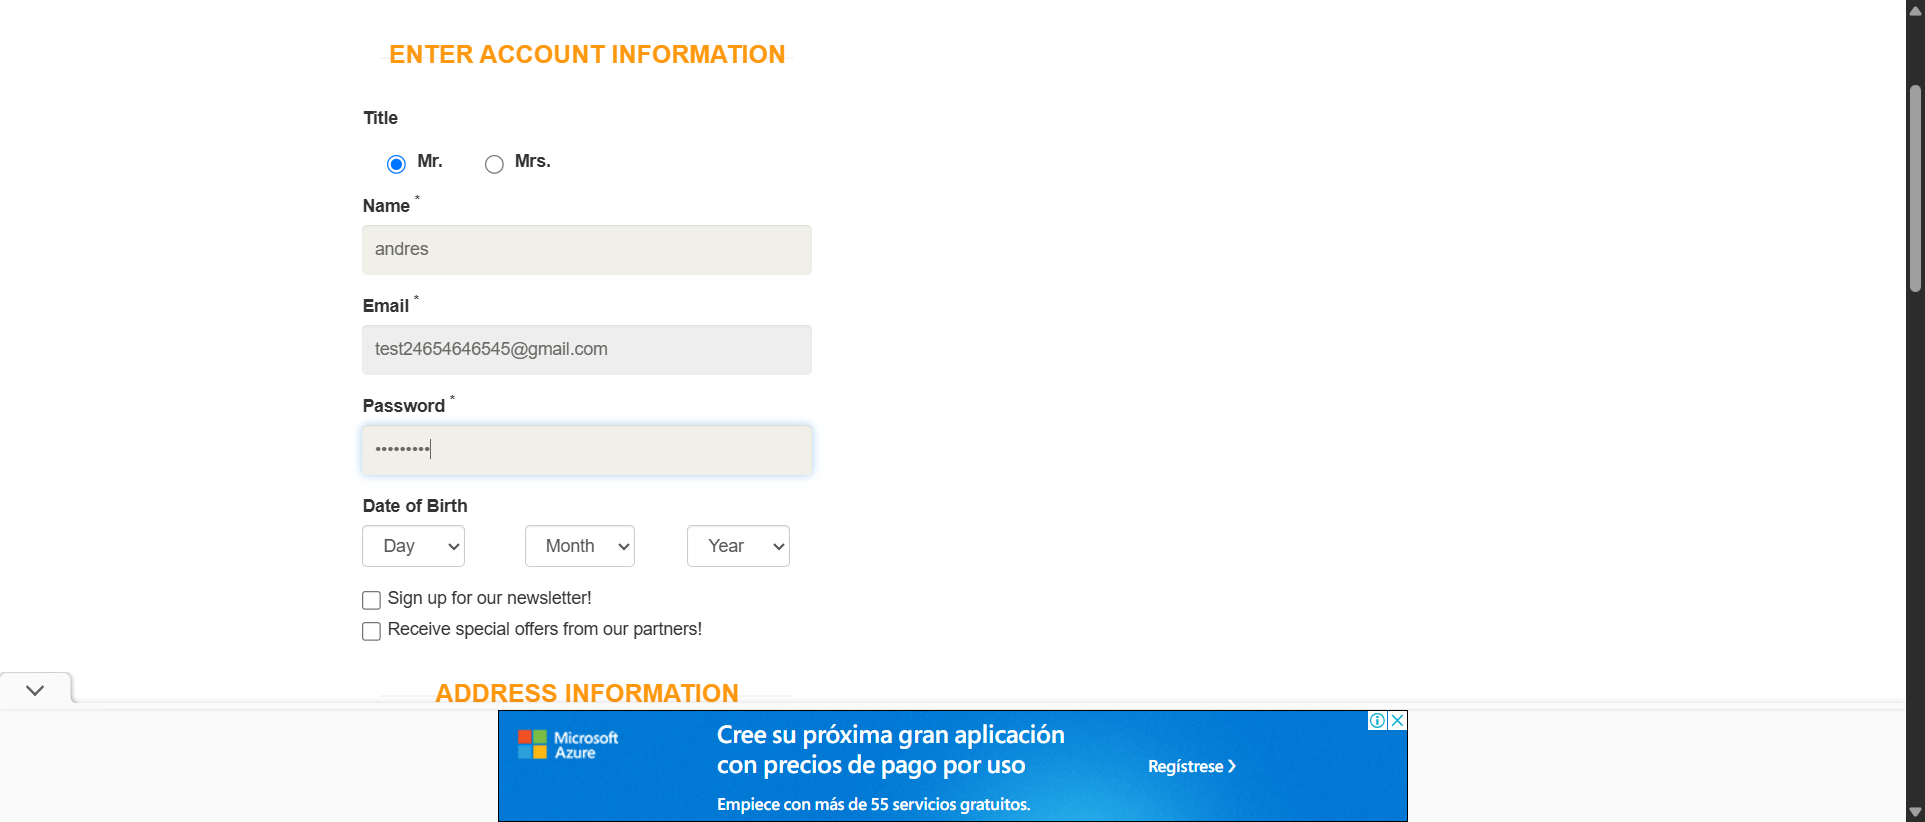 ENTER ACCOUNT INFORMATION
Title
Mr. Mrs.
Name *
andres
Email *
test24654646545@gmail.com
Password *
•••••••••
Date of Birth
Day Month Year
Sign up for our newsletter!
Receive special offers from our partners!
ADDRESS INFORMATION
Microsoft
Azure
Cree su próxima gran aplicación
con precios de pago por uso
Empiece con más de 55 servicios gratuitos.
Regístrese